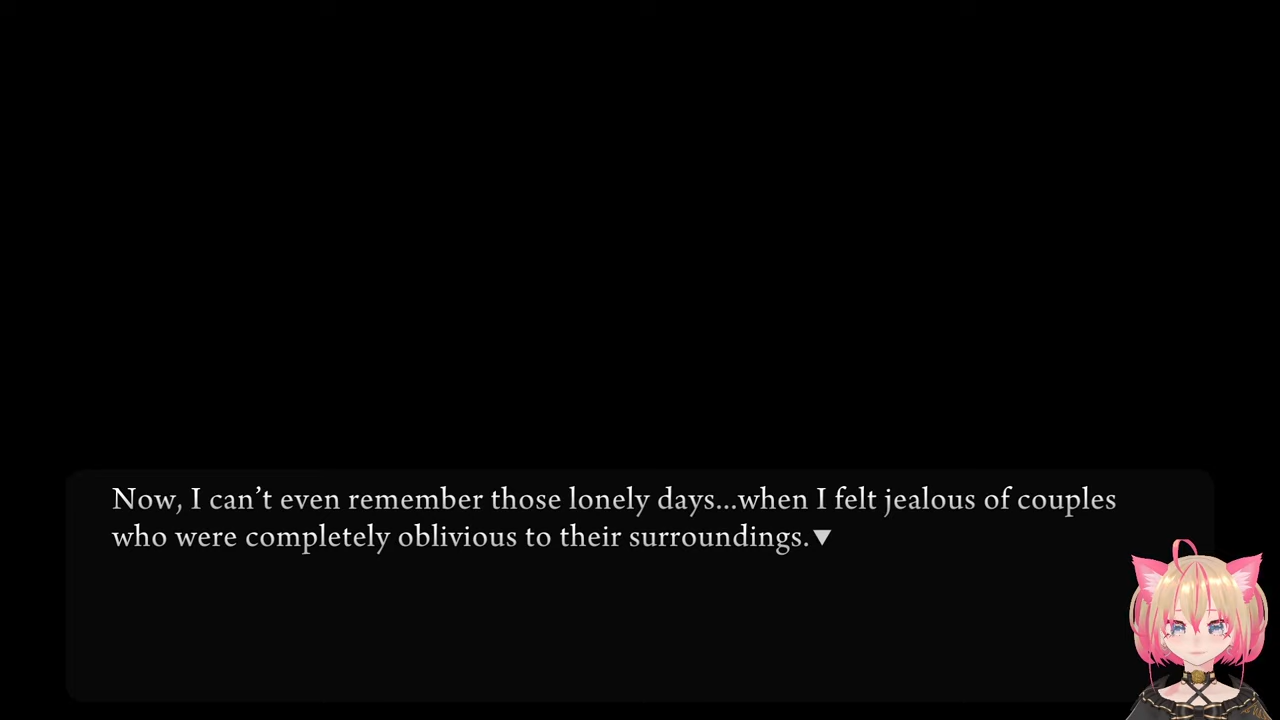 Now, I can’t even remember those lonely days...when I felt jealous of couples
who were completely oblivious to their surroundings.▼